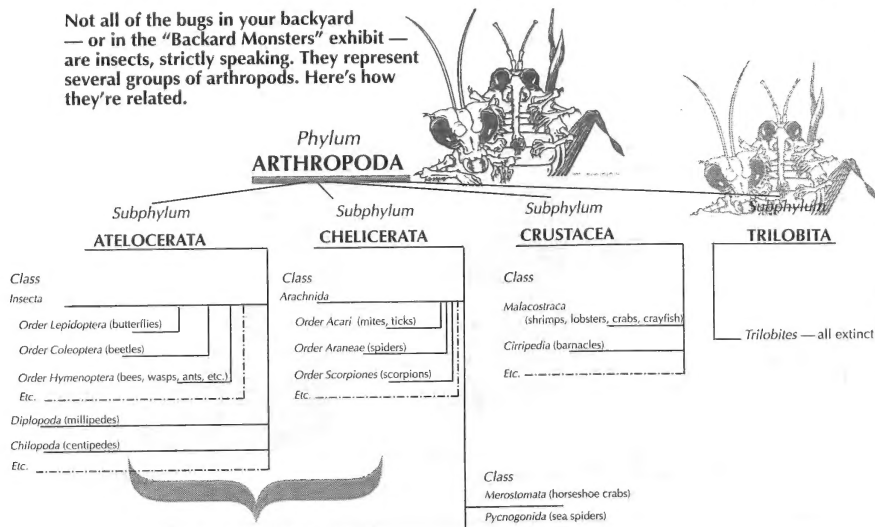 Not all of the bugs in your backyard
— or in the “Backard Monsters” exhibit —
are insects, strictly speaking. They represent
several groups of arthropods. Here’s how
they’re related.
Phylum
ARTHROPODA
Subphylum
ATELOCERATA
Class
Insecta
Order Lepidoptera (butterflies)
Order Coleoptera (beetles)
Order Hymenoptera (bees, wasps, ants, etc.)
Etc.
Diplopoda (millipedes)
Chilopoda (centipedes)
Etc.
Subphylum
CHELICERATA
Class
Arachnida
Order Acari (mites, ticks)
Order Araneae (spiders)
Order Scorpiones (scorpions)
Etc.
Class
Merostomata (horseshoe crabs)
Pycnogonida (sea spiders)
Subphylum
CRUSTACEA
Class
Malacostraca
(shrimps, lobsters, crabs, crayfish)
Cirripedia (barnacles)
Etc.
Subphylum
TRILOBITA
Trilobites — all extinct